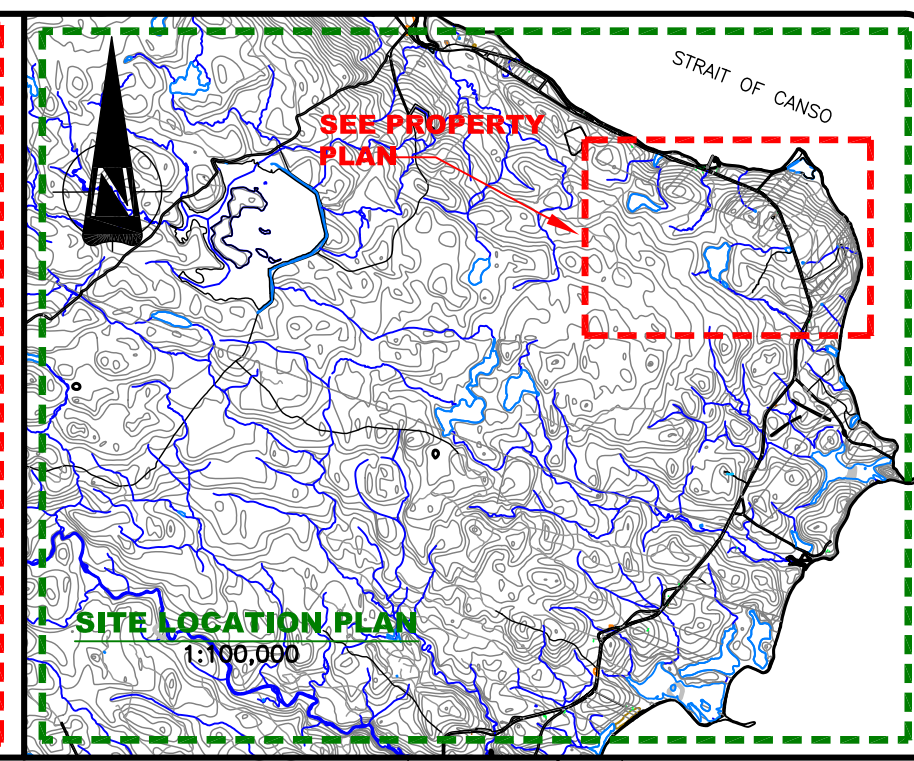 STRAIT OF CANSO
SEE PROPERTY
PLAN
N
SITE LOCATION PLAN
1:100,000